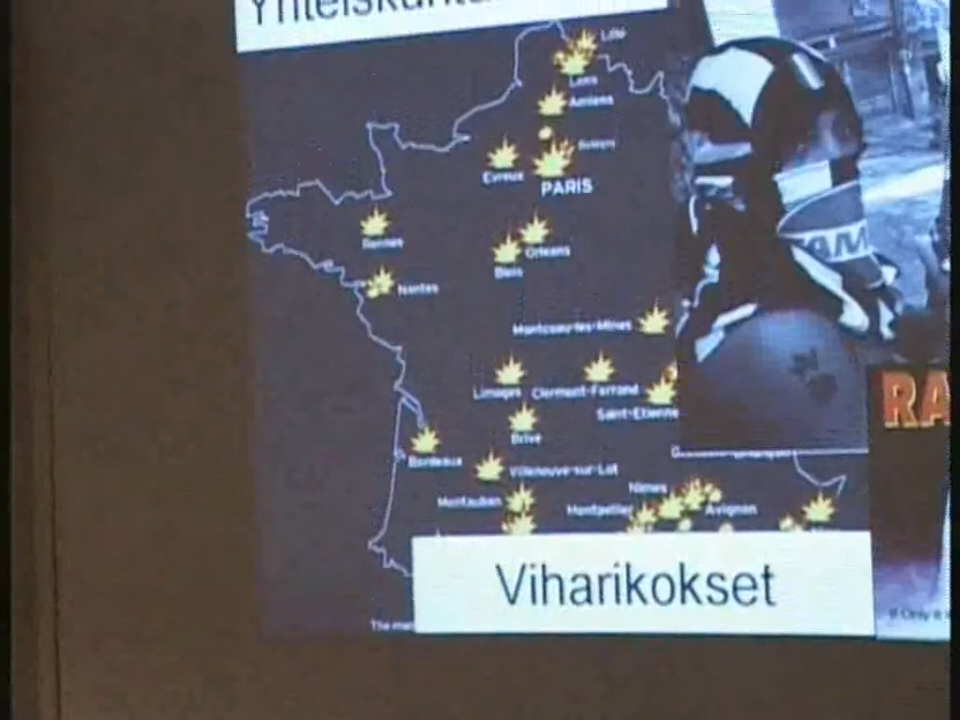 Lille
Lens
Amiens
Evreux
PARIS
Rennes
Orleans
Blois
Nantes
Montceau-les-Mines
Limoges
Clermont-Ferrand
Saint-Etienne
Brive
Bordeaux
Villeneuve-sur-Lot
Nimes
Montauban
Montpellier
Avignon
Viharikokset
RA
The